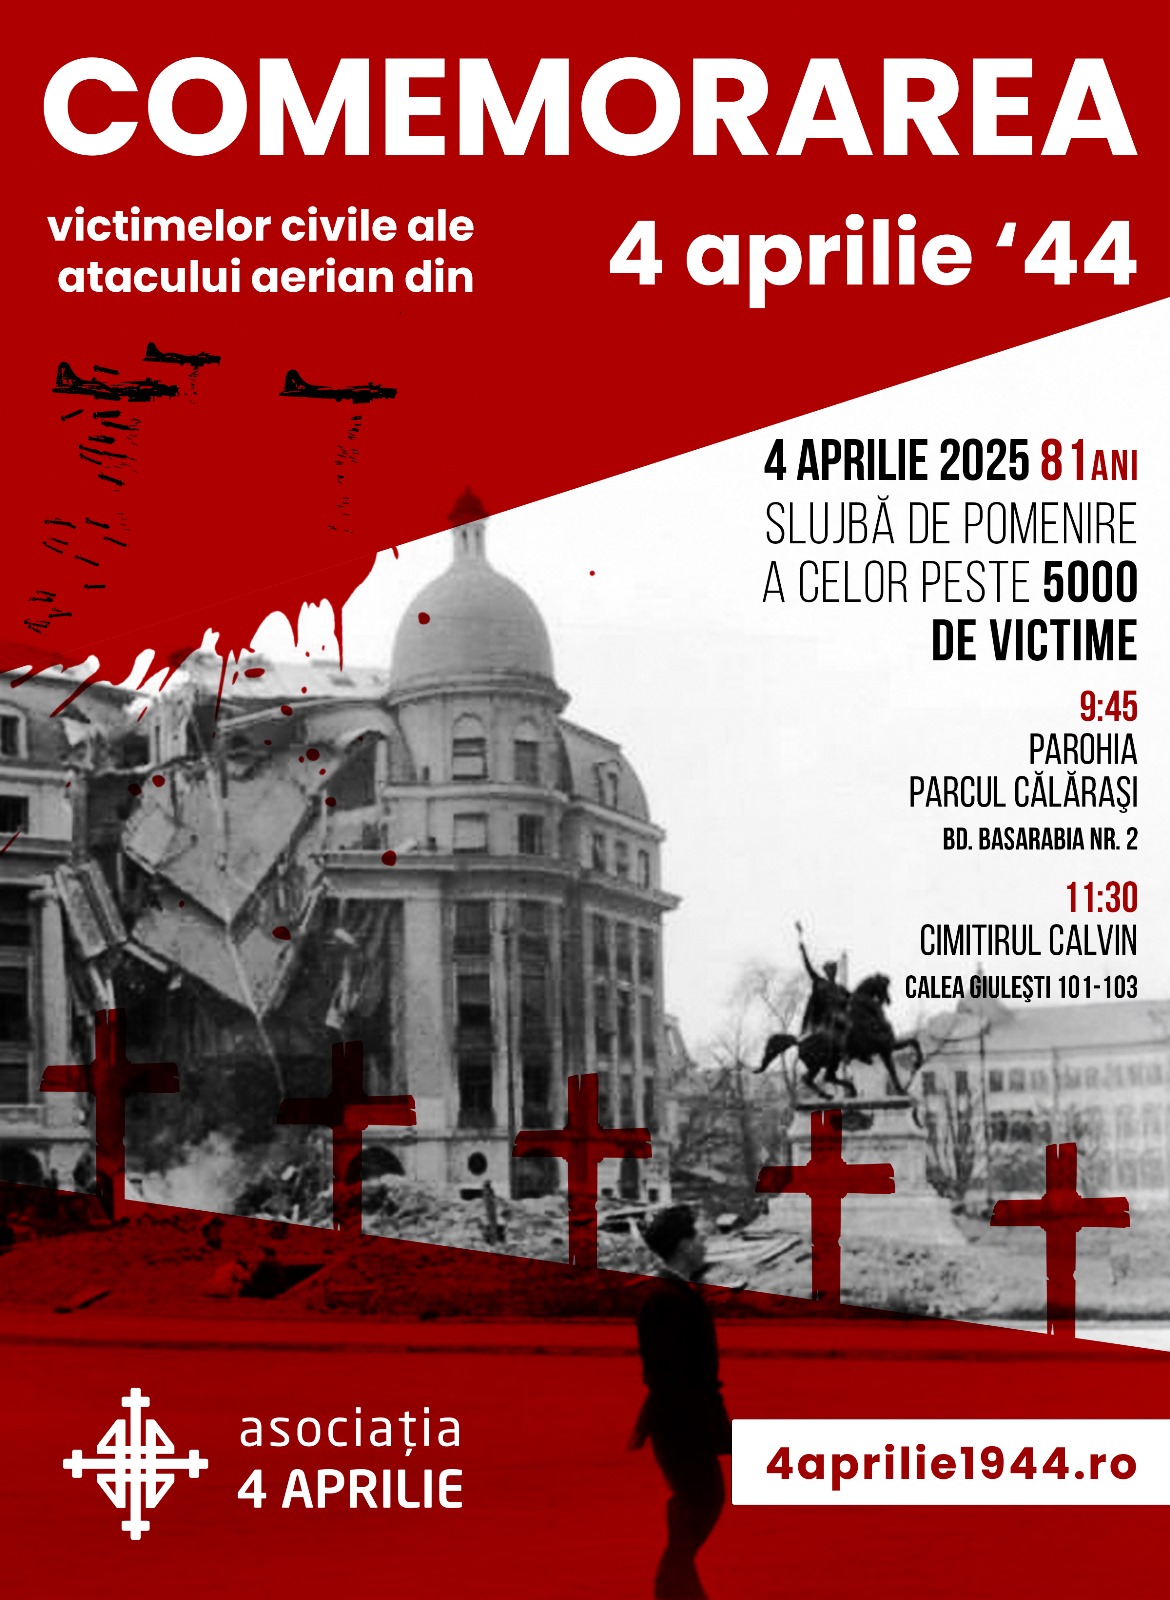 COMEMORAREA
victimelor civile ale
atacului aerian din
4 aprilie ‘44
4 APRILIE 2025 81 ANI
SLUJBĂ DE POMENIRE
A CELOR PESTE 5000
DE VICTIME
9:45
PAROHIA
PARCUL CĂLĂRAŞI
BD. BASARABIA NR. 2
11:30
CIMITIRUL CALVIN
CALEA GIULEŞTI 101-103
asociația
4 APRILIE
4aprilie1944.ro